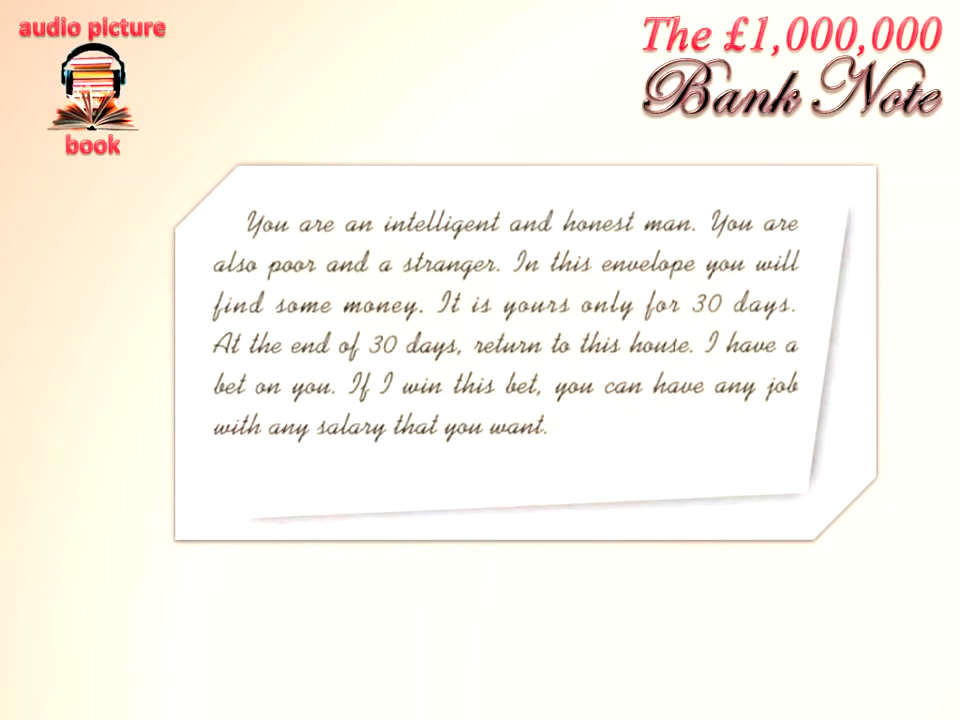 audio picture
book
The £1,000,000
Bank Note
You are an intelligent and honest man. You are
also poor and a stranger. In this envelope you will
find some money. It is yours only for 30 days.
At the end of 30 days, return to this house. I have a
bet on you. If I win this bet, you can have any job
with any salary that you want.